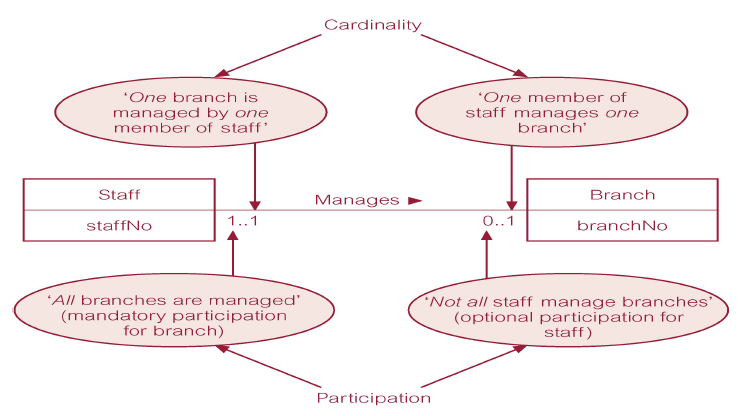 Cardinality
‘One branch is
managed by one
member of staff’
‘One member of
staff manages one
branch’
Staff
Manages ►
Branch
staffNo
1..1
0..1
branchNo
‘All branches are managed’
(mandatory participation
for branch)
‘Not all staff manage branches’
(optional participation for
staff)
Participation